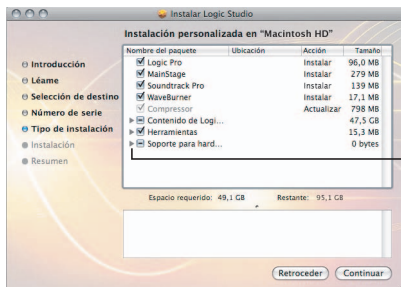 Instalar Logic Studio
Instalación personalizada en “Macintosh HD”
Introducción
Léame
Selección de destino
Número de serie
Tipo de instalación
Instalación
Resumen
Nombre del paquete Ubicación Acción Tamaño
Logic Pro Instalar 96,0 MB
MainStage Instalar 279 MB
Soundtrack Pro Instalar 139 MB
WaveBurner Instalar 17,1 MB
Compressor Actualizar 798 MB
Contenido de Logi... 47,5 GB
Herramientas 15,3 MB
Soporte para hard... 0 bytes
Espacio requerido: 49,1 GB Restante: 95,1 GB
Retroceder Continuar